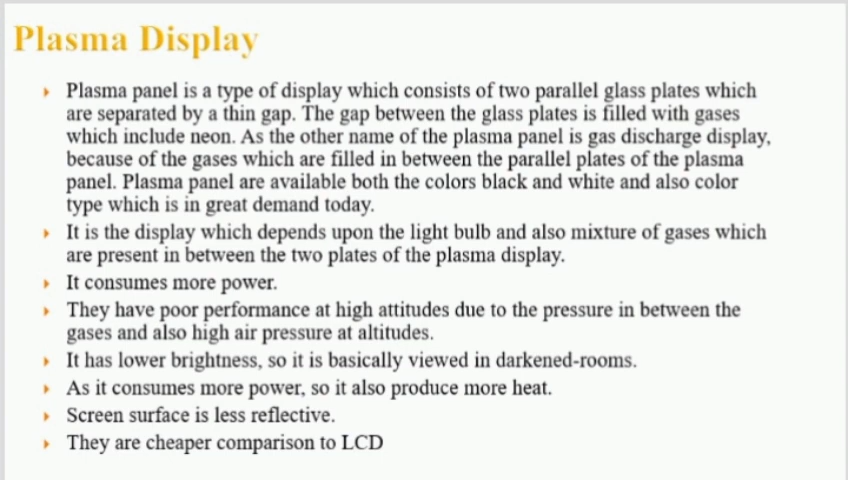 Plasma Display
Plasma panel is a type of display which consists of two parallel glass plates which
are separated by a thin gap. The gap between the glass plates is filled with gases
which include neon. As the other name of the plasma panel is gas discharge display,
because of the gases which are filled in between the parallel plates of the plasma
panel. Plasma panel are available both the colors black and white and also color
type which is in great demand today.
It is the display which depends upon the light bulb and also mixture of gases which
are present in between the two plates of the plasma display.
It consumes more power.
They have poor performance at high attitudes due to the pressure in between the
gases and also high air pressure at altitudes.
It has lower brightness, so it is basically viewed in darkened-rooms.
As it consumes more power, so it also produce more heat.
Screen surface is less reflective.
They are cheaper comparison to LCD